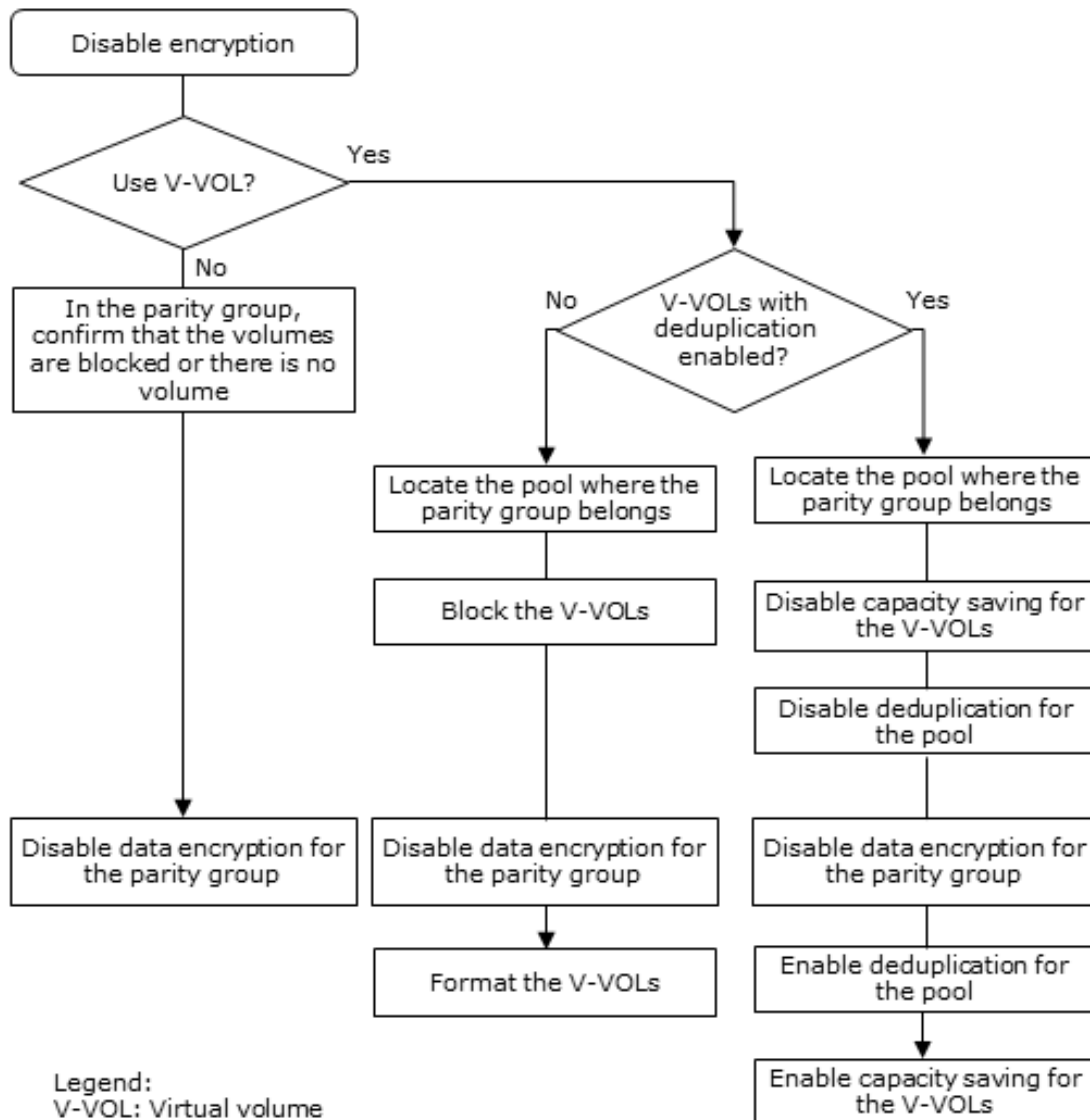 Disable encryption
Use V-VOL?
Yes
No
In the parity group,
confirm that the volumes
are blocked or there is no
volume
Disable data encryption for
the parity group
V-VOLs with
deduplication
enabled?
No
Yes
Locate the pool where the
parity group belongs
Block the V-VOLs
Disable data encryption for
the parity group
Format the V-VOLs
Locate the pool where the
parity group belongs
Disable capacity saving for
the V-VOLs
Disable deduplication for
the pool
Disable data encryption for
the parity group
Enable deduplication for
the pool
Enable capacity saving for
the V-VOLs
Legend:
V-VOL: Virtual volume